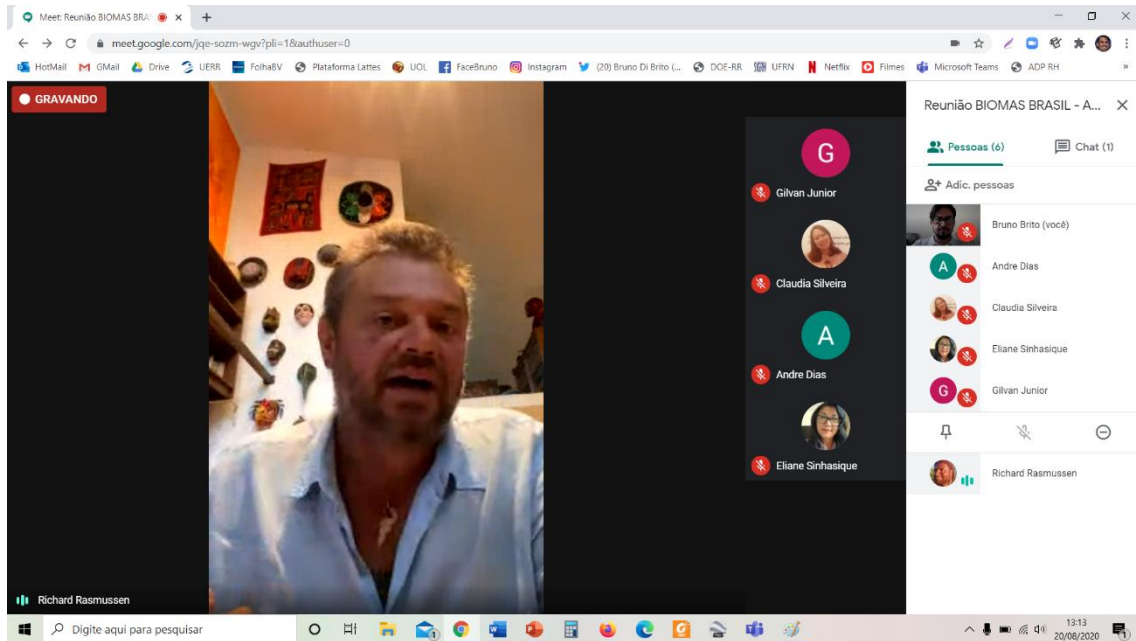 Meet: Reunião BIOMAS BRA
meet.google.com/jqe-sozm-wgv?pli=1&authuser=0
HotMail GMail Drive UERR FolhaBV Plataforma Lattes UOL FaceBruno Instagram (20) Bruno Di Brito (... DOE-RR UFRN Netflix Filmes Microsoft Teams ADP RH »
GRAVANDO
Reunião BIOMAS BRASIL - A...
Pessoas (6) Chat (1)
Adic. pessoas
G
Gilvan Junior
Claudia Silveira
A
Andre Dias
Eliane Sinhasique
Bruno Brito (você)
A Andre Dias
Claudia Silveira
Eliane Sinhasique
G Gilvan Junior
Richard Rasmussen
Richard Rasmussen
Digite aqui para pesquisar
13:13
20/08/2020